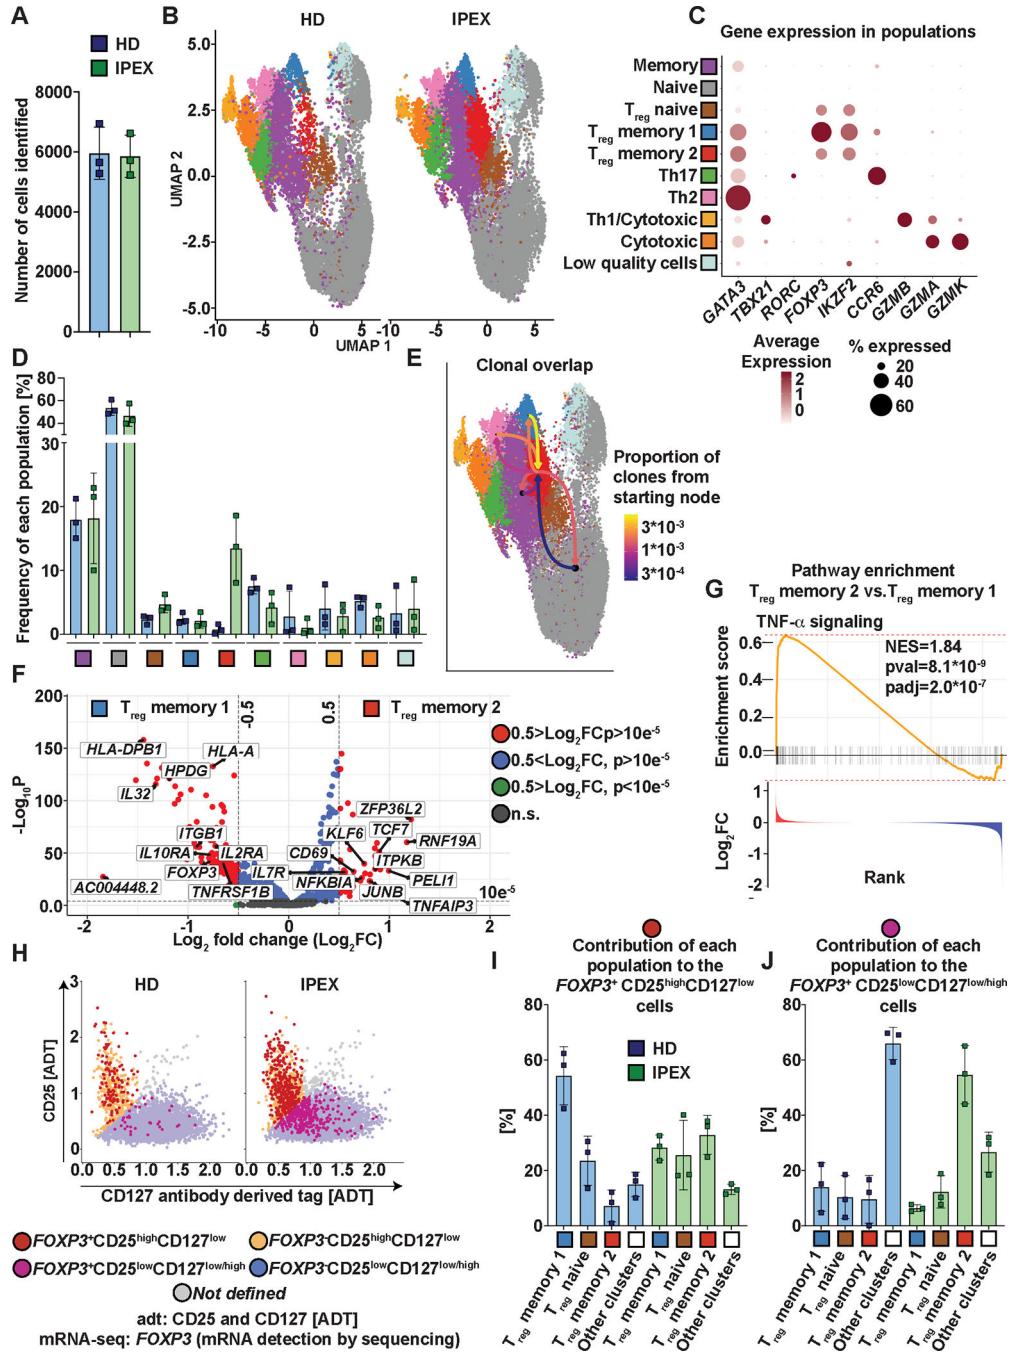 A
HD
IPEX
Number of cells identified
8000
6000
4000
2000
0
B
HD
IPEX
UMAP 2
5.0
2.5
0.0
-2.5
-5.0
-10
-5
0
5
-10
-5
0
5
UMAP 1
C
Gene expression in populations
Memory
Naive
Treg naive
Treg memory 1
Treg memory 2
Th17
Th2
Th1/Cytotoxic
Cytotoxic
Low quality cells
GATA3
TBX21
RORC
FOXP3
IKZF2
CCR6
GZMB
GZMA
GZMK
Average
Expression
2
1
0
% expressed
20
40
60
D
Frequency of each population [%]
80
60
40
30
20
10
0
E
Clonal overlap
Proportion of
clones from
starting node
3*10-3
1*10-3
3*10-4
F
Treg memory 1
Treg memory 2
-0.5
0.5
-Log10P
200
150
100
50
0.0
HLA-DPB1
HLA-A
HPDG
IL32
ITGB1
IL10RA
IL2RA
FOXP3
AC004448.2
TNFRSF1B
IL7R
CD69
KLF6
ZFP36L2
TCF7
RNF19A
ITPKB
NFKBIA
PELI1
JUNB
TNFAIP3
10e-5
-2
-1
0
1
2
Log2 fold change (Log2FC)
0.5>Log2FCp>10e-5
0.5<Log2FC, p>10e-5
0.5>Log2FC, p<10e-5
n.s.
G
Pathway enrichment
Treg memory 2 vs.Treg memory 1
TNF-α signaling
NES=1.84
pval=8.1*10-9
padj=2.0*10-7
Enrichment score
0.6
0.4
0.2
0.0
Log2FC
1
0
-1
-2
Rank
H
HD
IPEX
CD25 [ADT]
3
2
1
0
0.0
0.5
1.0
1.5
2.0
0.0
0.5
1.0
1.5
2.0
CD127 antibody derived tag [ADT]
FOXP3+CD25highCD127low
FOXP3-CD25highCD127low
FOXP3+CD25lowCD127low/high
FOXP3-CD25lowCD127low/high
Not defined
adt: CD25 and CD127 [ADT]
mRNA-seq: FOXP3 (mRNA detection by sequencing)
I
Contribution of each
population to the
FOXP3+ CD25highCD127low
cells
HD
IPEX
[%]
80
60
40
20
0
Treg memory 1
Treg naive
Treg memory 2
Other clusters
Treg memory 1
Treg naive
Treg memory 2
Other clusters
J
Contribution of each
population to the
FOXP3+ CD25lowCD127low/high
cells
[%]
80
60
40
20
0
Treg memory 1
Treg naive
Treg memory 2
Other clusters
Treg memory 1
Treg naive
Treg memory 2
Other clusters